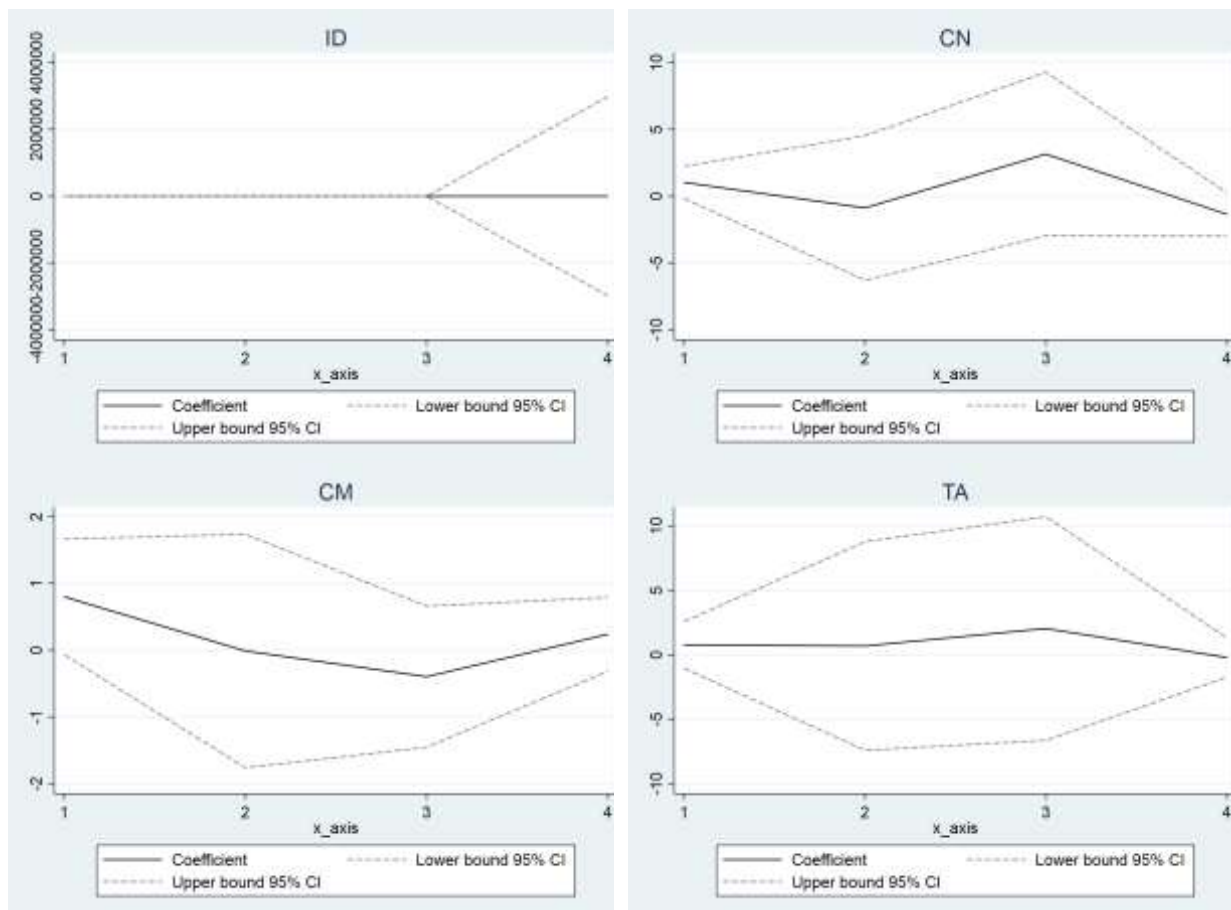 ID
4000000
2000000
0
-2000000
-4000000
1 2 3 4
x_axis
Coefficient Lower bound 95% CI
Upper bound 95% CI
CN
10
5
0
-5
-10
1 2 3 4
x_axis
Coefficient Lower bound 95% CI
Upper bound 95% CI
CM
2
1
0
-1
-2
1 2 3 4
x_axis
Coefficient Lower bound 95% CI
Upper bound 95% CI
TA
10
5
0
-5
-10
1 2 3 4
x_axis
Coefficient Lower bound 95% CI
Upper bound 95% CI